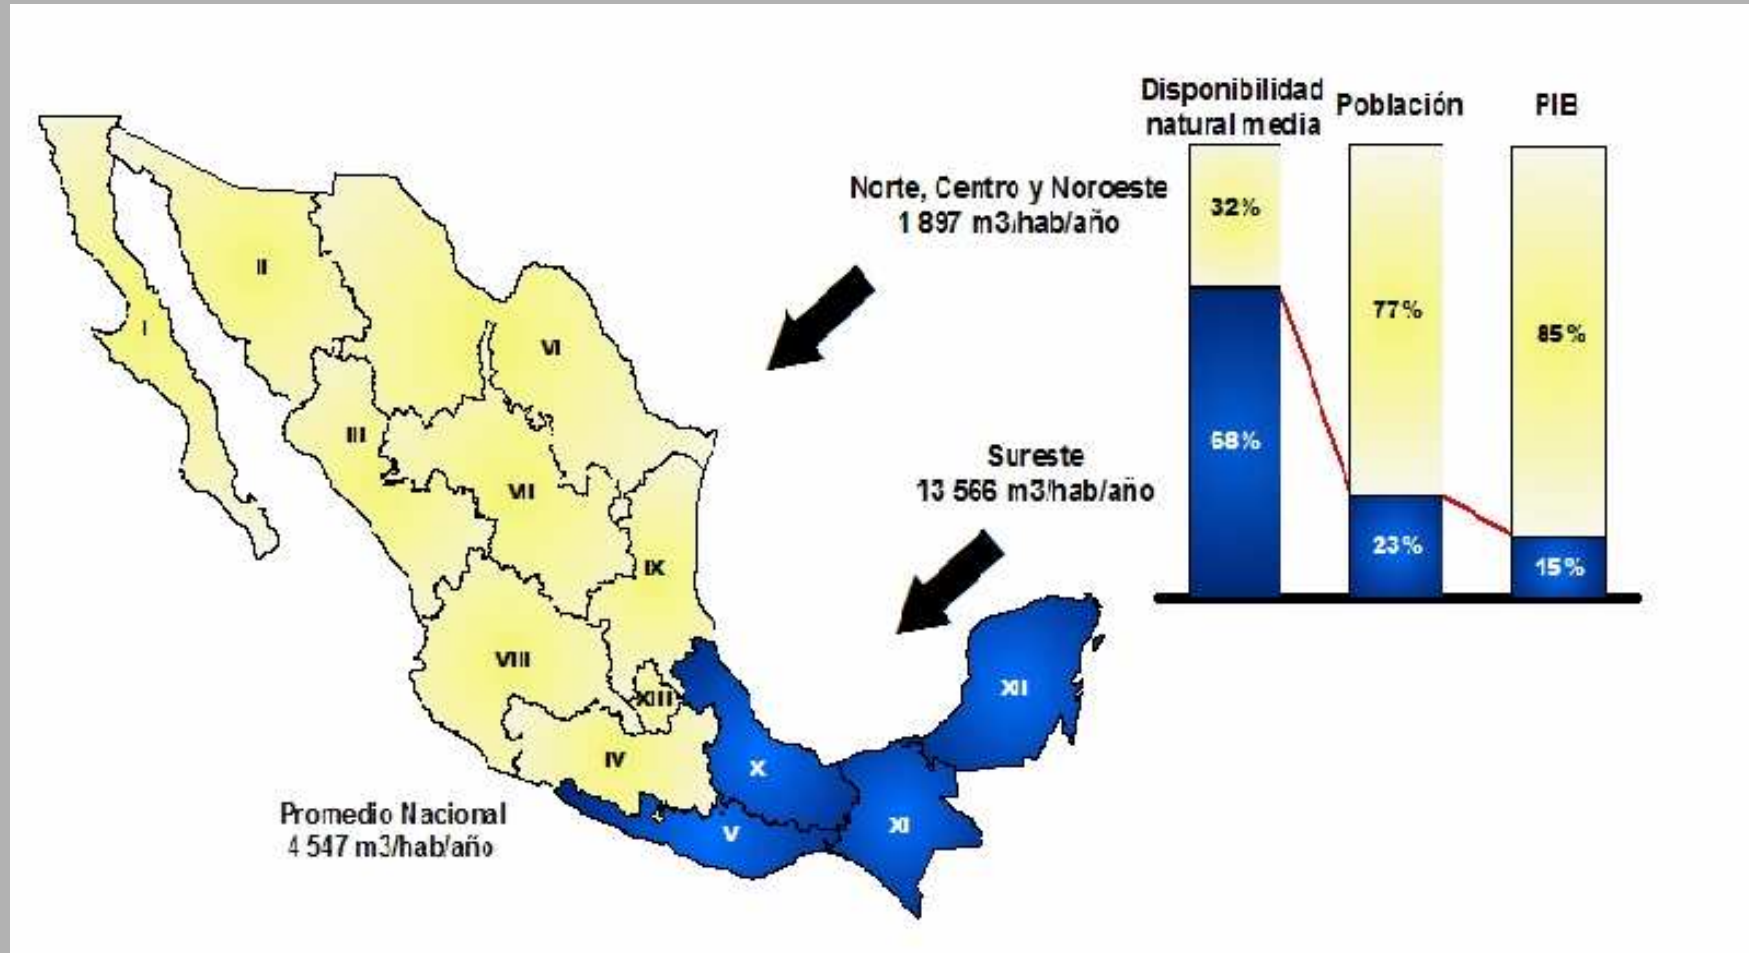 Disponibilidad
natural media
Población
PIB
Norte, Centro y Noroeste
1 897 m3/hab/año
32%
77%
85%
68%
23%
15%
Sureste
13 566 m3/hab/año
I
II
III
VI
VII
IX
VIII
XIII
IV
X
V
XI
XII
Promedio Nacional
4 547 m3/hab/año